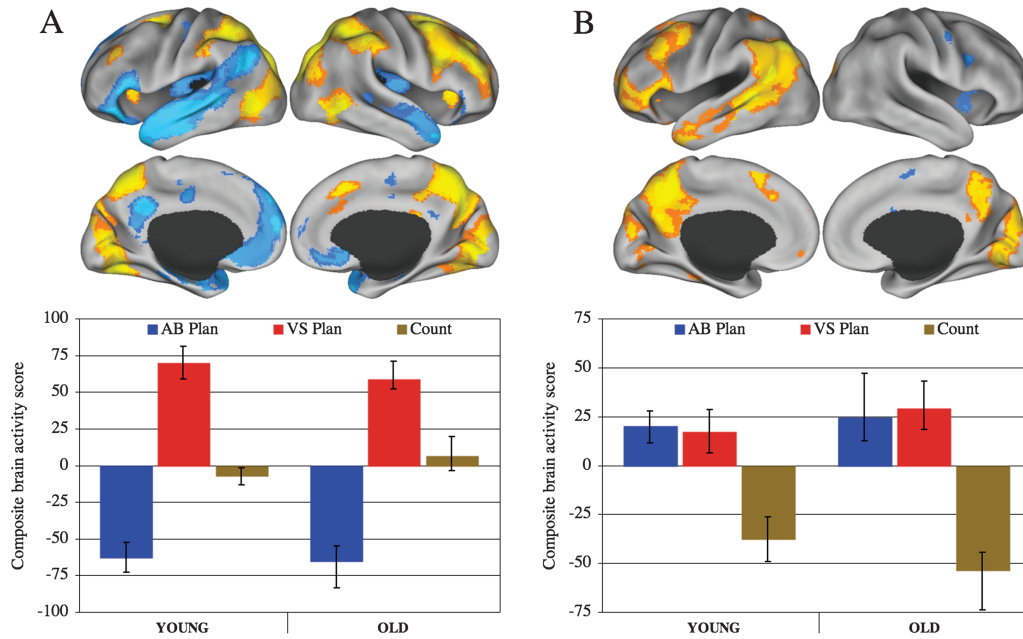 A
B
100
75
50
25
0
-25
-50
-75
-100
Composite brain activity score
AB Plan
VS Plan
Count
YOUNG
OLD
75
50
25
0
-25
-50
-75
Composite brain activity score
AB Plan
VS Plan
Count
YOUNG
OLD